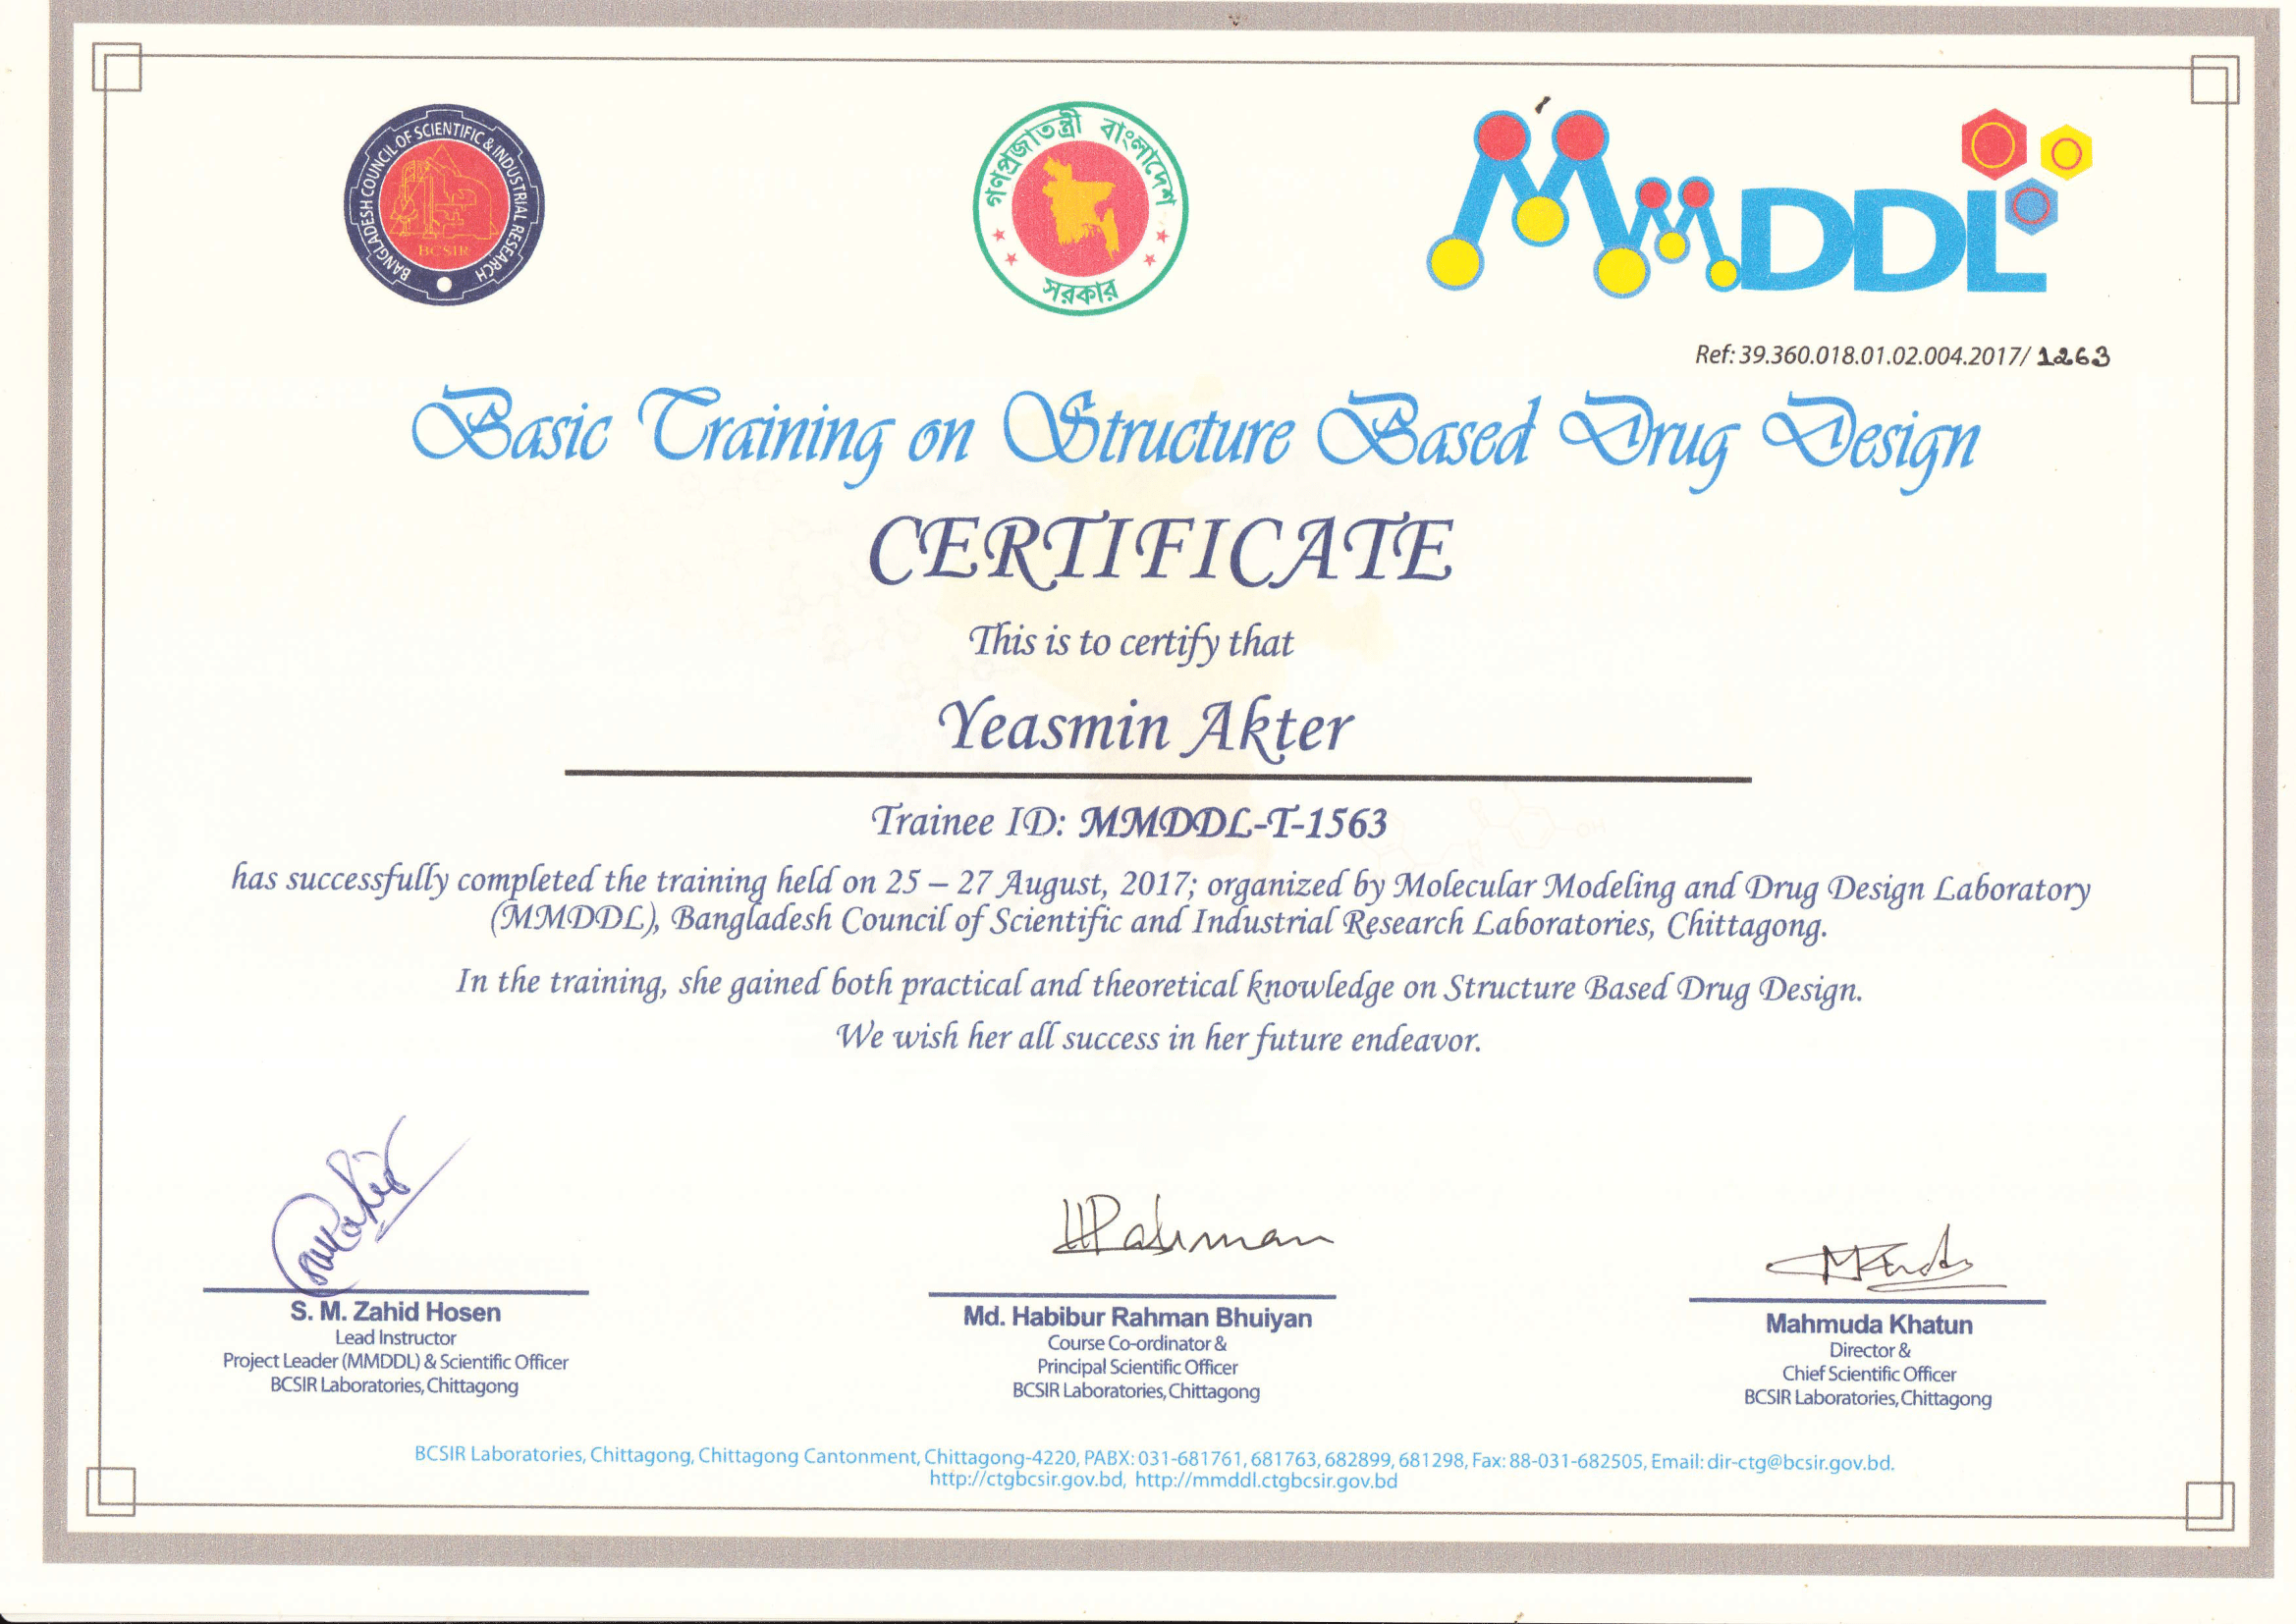 BANGLADESH COUNCIL OF SCIENTIFIC & INDUSTRIAL RESEARCH
BCSIR
গণপ্রজাতন্ত্রী বাংলাদেশ
সরকার
MMDDL
Ref: 39.360.018.01.02.004.2017/ 1263
Basic Training on Structure Based Drug Design
CERTIFICATE
This is to certify that
Yeasmin Akter
Trainee ID: MMDDL-T-1563
has successfully completed the training held on 25 – 27 August, 2017; organized by Molecular Modeling and Drug Design Laboratory
(MMDDL), Bangladesh Council of Scientific and Industrial Research Laboratories, Chittagong.
In the training, she gained both practical and theoretical knowledge on Structure Based Drug Design.
We wish her all success in her future endeavor.
HRahman
S. M. Zahid Hosen
Lead Instructor
Project Leader (MMDDL) & Scientific Officer
BCSIR Laboratories, Chittagong
Md. Habibur Rahman Bhuiyan
Course Co-ordinator &
Principal Scientific Officer
BCSIR Laboratories, Chittagong
Mahmuda Khatun
Director &
Chief Scientific Officer
BCSIR Laboratories, Chittagong
BCSIR Laboratories, Chittagong, Chittagong Cantonment, Chittagong-4220, PABX: 031-681761, 681763, 682899, 681298, Fax: 88-031-682505, Email: dir-ctg@bcsir.gov.bd.
http://ctgbcsir.gov.bd, http://mmddl.ctgbcsir.gov.bd